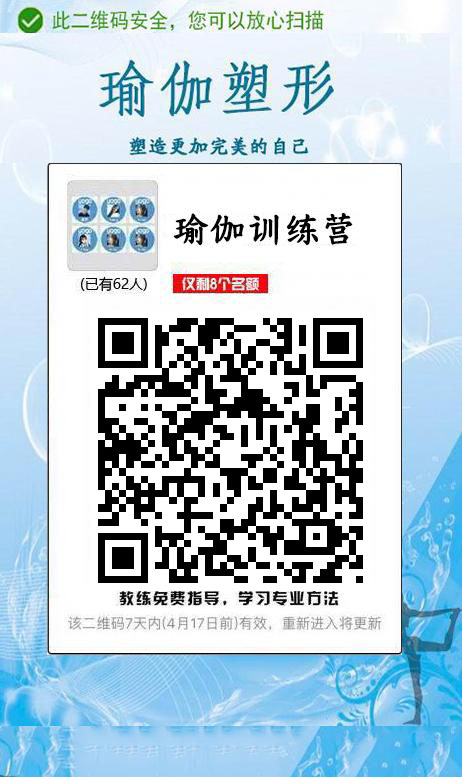 此二维码安全，您可以放心扫描
瑜伽塑形
塑造更加完美的自己
瑜伽训练营
(已有62人)
仅剩8个名额
教练免费指导，学习专业方法
该二维码7天内(4月17日前)有效，重新进入将更新